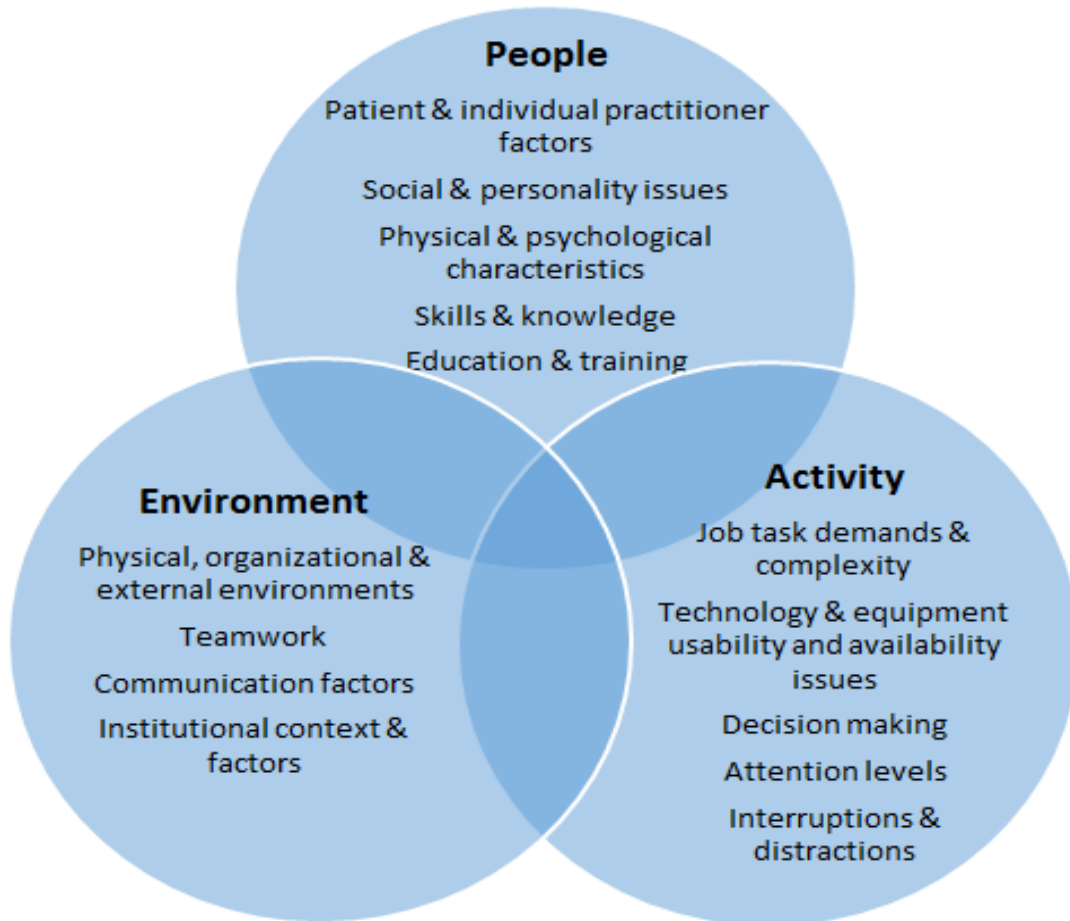 People
Patient & individual practitioner
factors
Social & personality issues
Physical & psychological
characteristics
Skills & knowledge
Education & training
Environment
Physical, organizational &
external environments
Teamwork
Communication factors
Institutional context &
factors
Activity
Job task demands &
complexity
Technology & equipment
usability and availability
issues
Decision making
Attention levels
Interruptions &
distractions